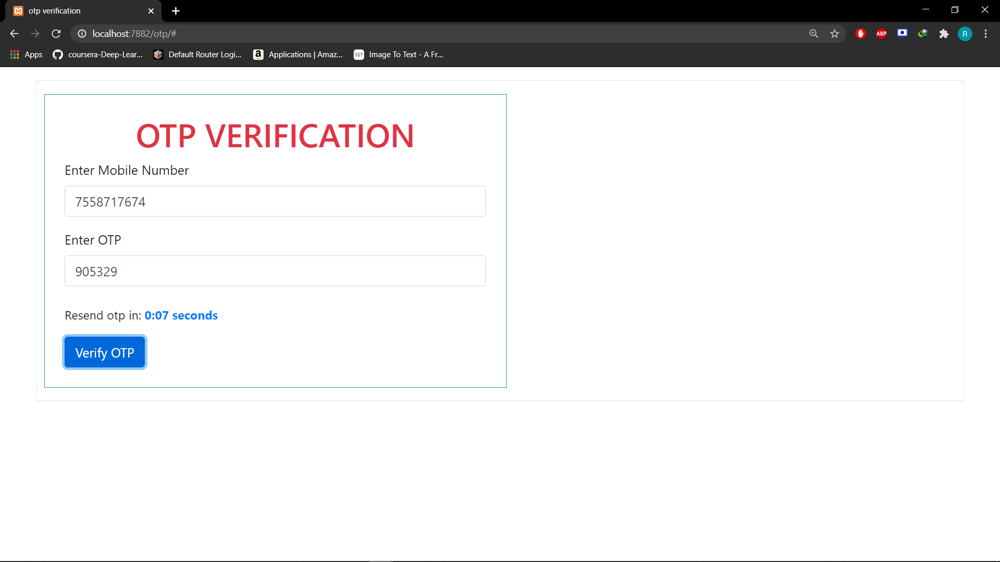 otp verification
localhost:7882/otp/#
ABP
R
Apps
coursera-Deep-Lear...
Default Router Logi...
a
Applications | Amaz...
SST
Image To Text - A Fr...
OTP VERIFICATION
Enter Mobile Number
7558717674
Enter OTP
905329
Resend otp in: 0:07 seconds
Verify OTP